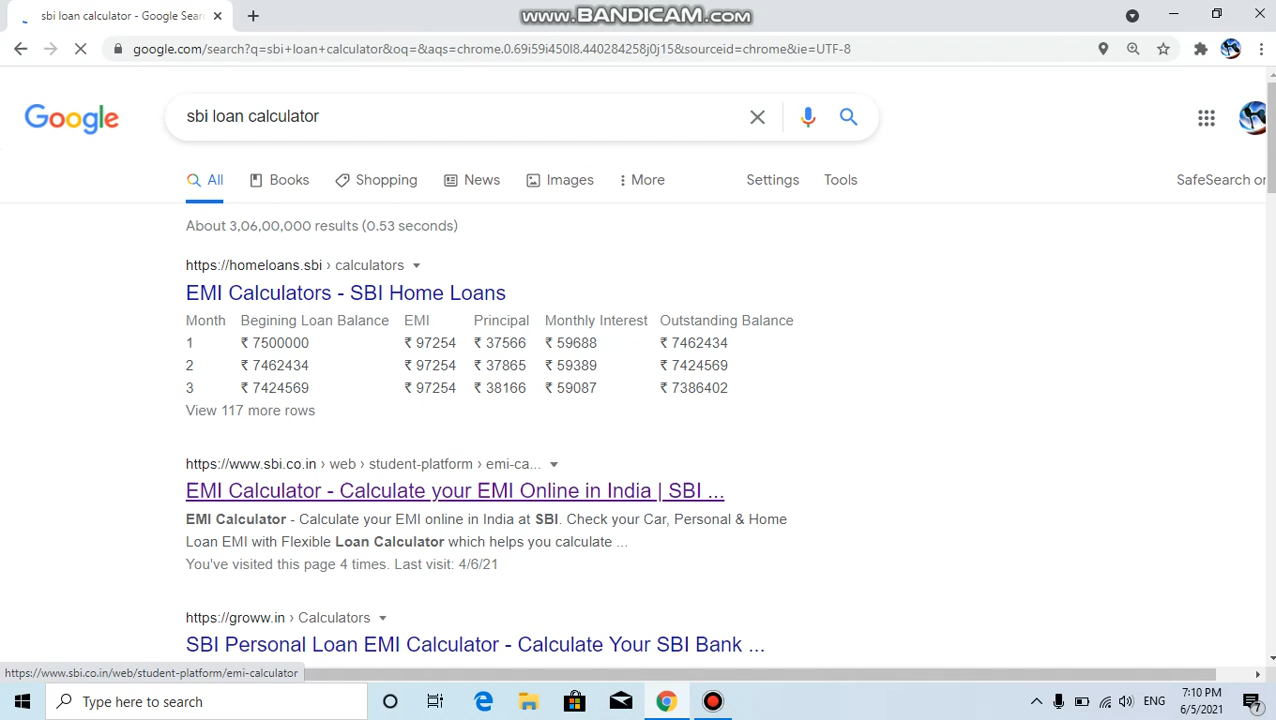 sbi loan calculator - Google Sear
www.BANDICAM.com
google.com/search?q=sbi+loan+calculator&oq=&aqs=chrome.0.69i59i450l8.440284258j0j15&sourceid=chrome&ie=UTF-8
Google
sbi loan calculator
All Books Shopping News Images More Settings Tools SafeSearch on
About 3,06,00,000 results (0.53 seconds)
https://homeloans.sbi › calculators
EMI Calculators - SBI Home Loans
Month Begining Loan Balance EMI Principal Monthly Interest Outstanding Balance
1 ₹ 7500000 ₹ 97254 ₹ 37566 ₹ 59688 ₹ 7462434
2 ₹ 7462434 ₹ 97254 ₹ 37865 ₹ 59389 ₹ 7424569
3 ₹ 7424569 ₹ 97254 ₹ 38166 ₹ 59087 ₹ 7386402
View 117 more rows
https://www.sbi.co.in › web › student-platform › emi-ca...
EMI Calculator - Calculate your EMI Online in India | SBI ...
EMI Calculator - Calculate your EMI online in India at SBI. Check your Car, Personal & Home
Loan EMI with Flexible Loan Calculator which helps you calculate ...
You've visited this page 4 times. Last visit: 4/6/21
https://groww.in › Calculators
SBI Personal Loan EMI Calculator - Calculate Your SBI Bank ...
https://www.sbi.co.in/web/student-platform/emi-calculator
Type here to search
ENG
7:10 PM
6/5/2021
7